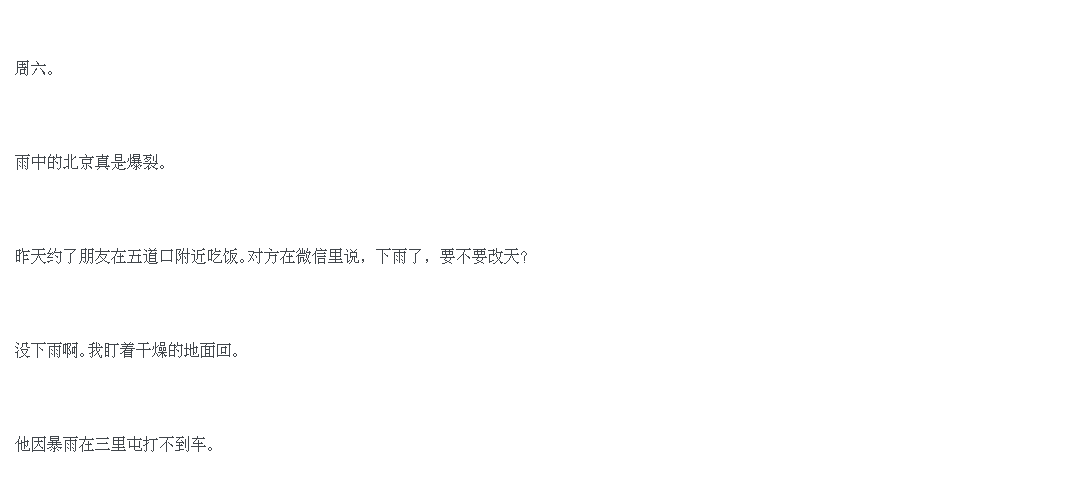 周六。
雨中的北京真是爆裂。
昨天约了朋友在五道口附近吃饭。对方在微信里说，下雨了，要不要改天？
没下雨啊。我盯着干燥的地面回。
他因暴雨在三里屯打不到车。